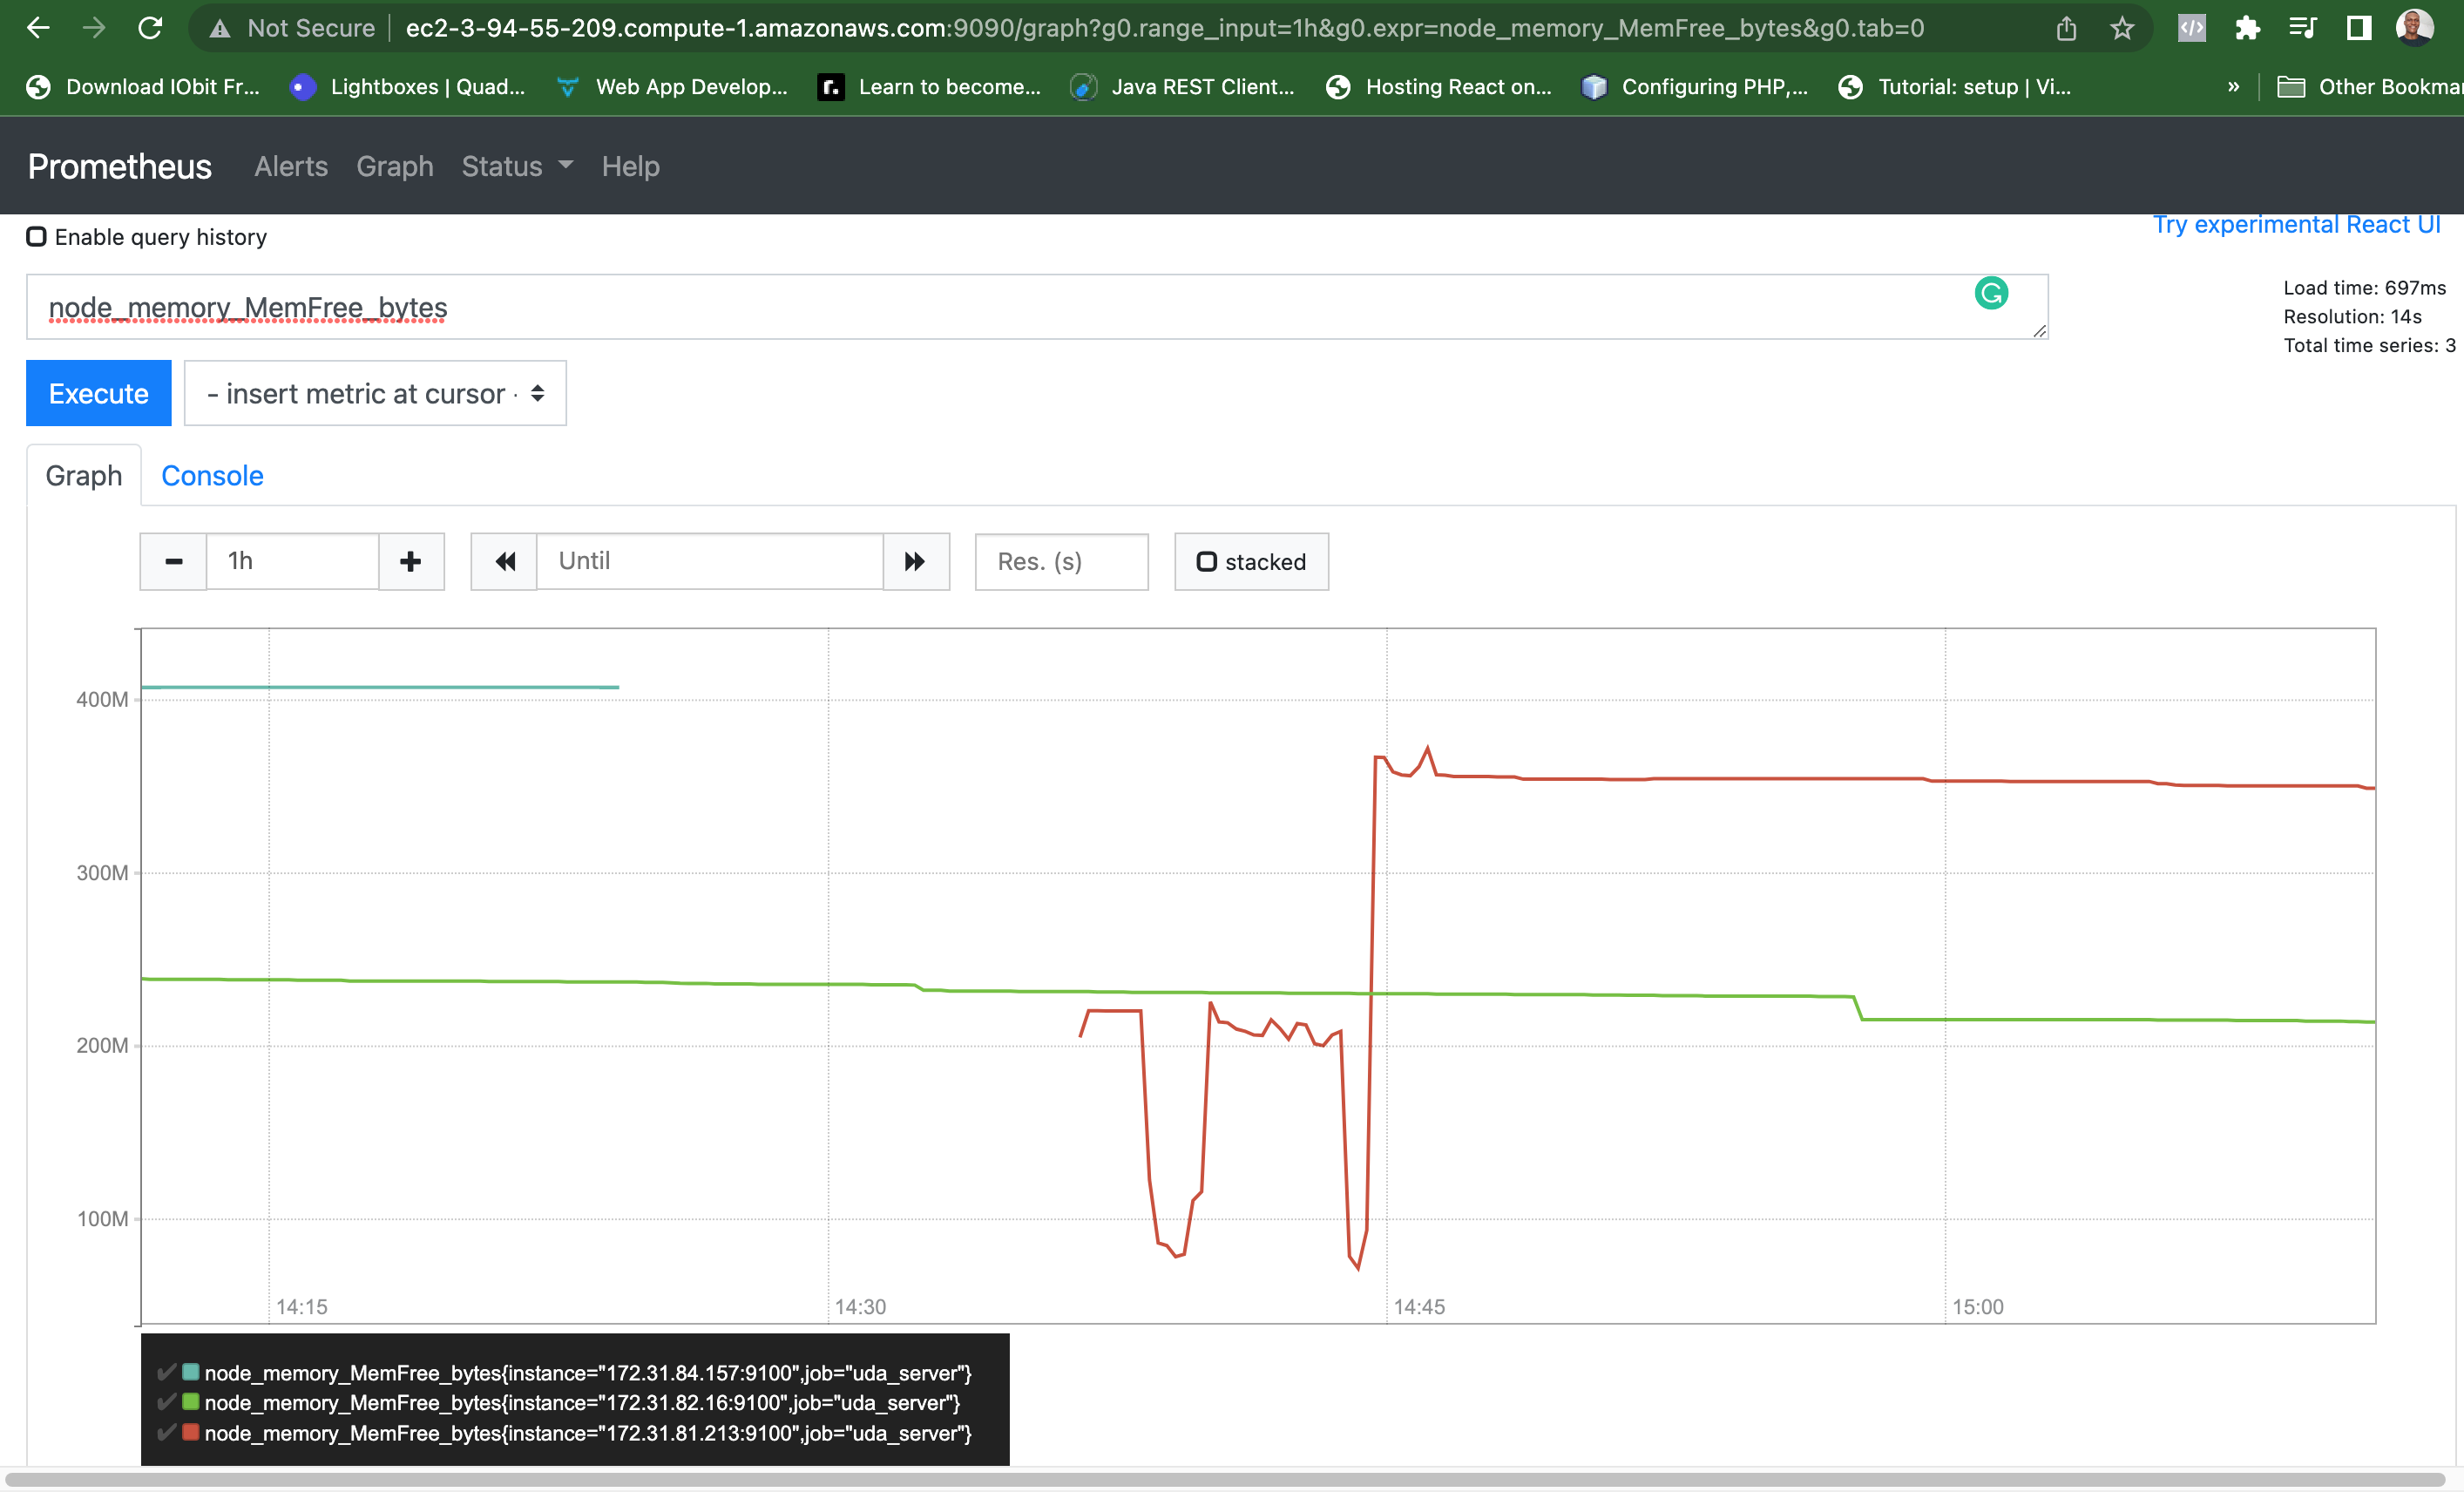 Not Secure ec2-3-94-55-209.compute-1.amazonaws.com:9090/graph?g0.range_input=1h&g0.expr=node_memory_MemFree_bytes&g0.tab=0
Download IObit Fr... Lightboxes | Quad... Web App Develop... Learn to become... Java REST Client... Hosting React on... Configuring PHP,... Tutorial: setup | Vi... » Other Bookmar
Prometheus Alerts Graph Status Help
Enable query history Try experimental React UI
node_memory_MemFree_bytes
Load time: 697ms
Resolution: 14s
Total time series: 3
Execute - insert metric at cursor -
Graph Console
1h Until Res. (s) stacked
400M
300M
200M
100M
14:15 14:30 14:45 15:00
node_memory_MemFree_bytes{instance="172.31.84.157:9100",job="uda_server"}
node_memory_MemFree_bytes{instance="172.31.82.16:9100",job="uda_server"}
node_memory_MemFree_bytes{instance="172.31.81.213:9100",job="uda_server"}